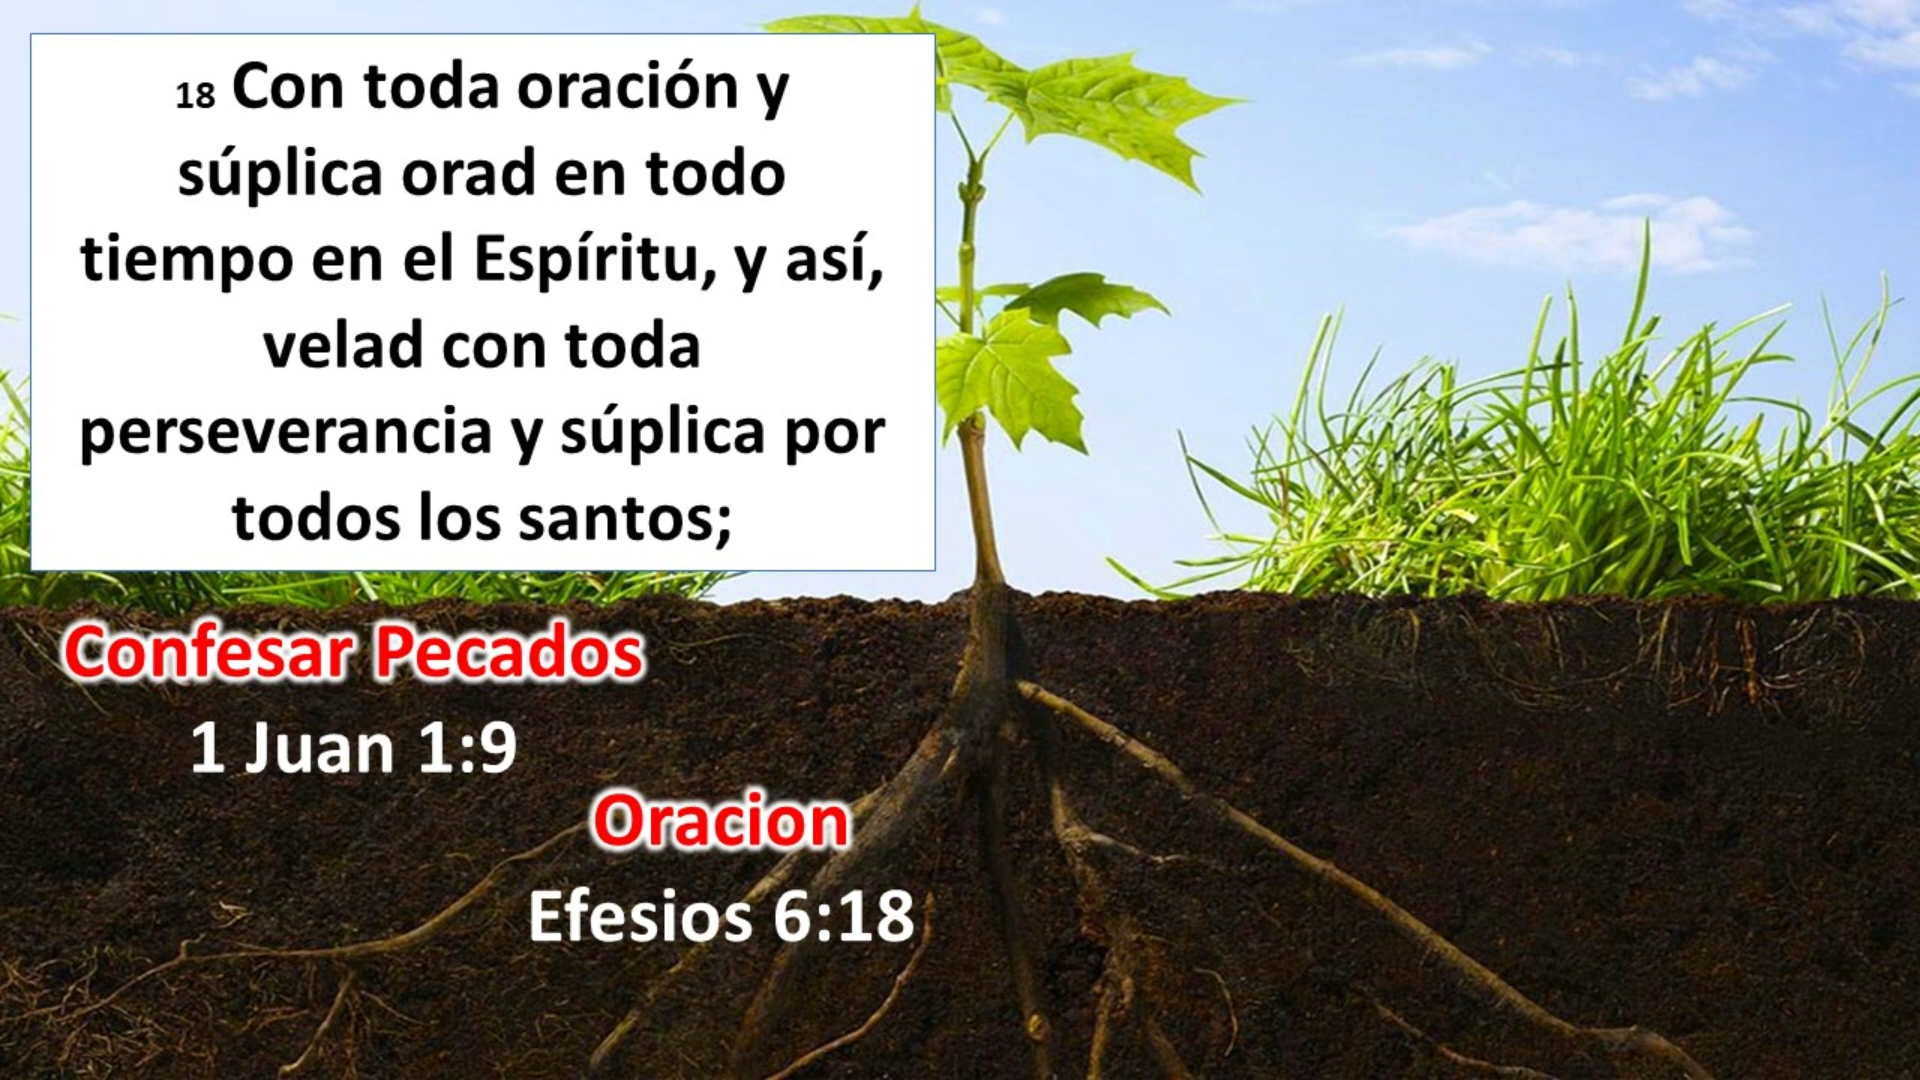 18 Con toda oración y
súplica orad en todo
tiempo en el Espíritu, y así,
velad con toda
perseverancia y súplica por
todos los santos;
Confesar Pecados
1 Juan 1:9
Oracion
Efesios 6:18